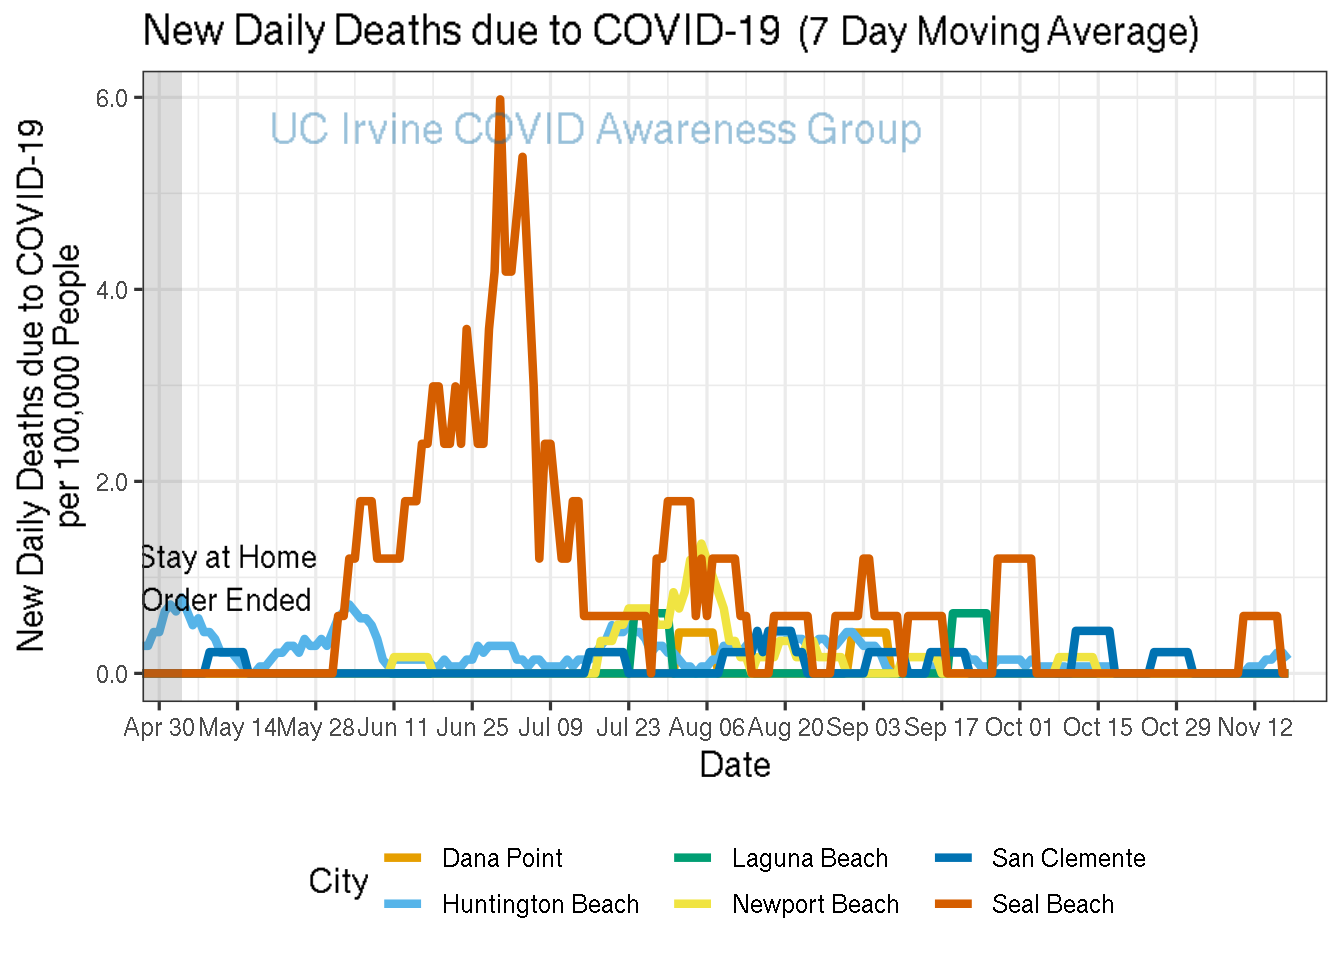 New Daily Deaths due to COVID-19 (7 Day Moving Average)
New Daily Deaths due to COVID-19
per 100,000 People
6.0
4.0
2.0
0.0
UC Irvine COVID Awareness Group
Stay at Home
Order Ended
Apr 30 May 14 May 28 Jun 11 Jun 25 Jul 09 Jul 23 Aug 06 Aug 20 Sep 03 Sep 17 Oct 01 Oct 15 Oct 29 Nov 12
Date
City
Dana Point Laguna Beach San Clemente
Huntington Beach Newport Beach Seal Beach